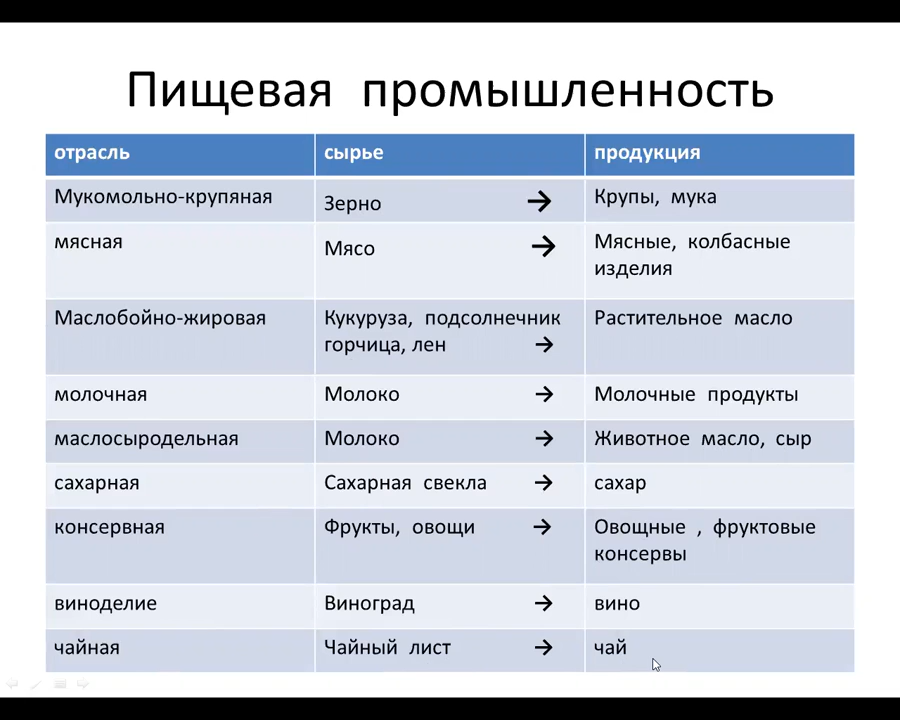 Пищевая промышленность
отрасль сырье продукция
Мукомольно-крупяная Зерно → Крупы, мука
мясная Мясо → Мясные, колбасные
изделия
Маслобойно-жировая Кукуруза, подсолнечник Растительное масло
горчица, лен →
молочная Молоко → Молочные продукты
маслосыродельная Молоко → Животное масло, сыр
сахарная Сахарная свекла → сахар
консервная Фрукты, овощи → Овощные , фруктовые
консервы
виноделие Виноград → вино
чайная Чайный лист → чай